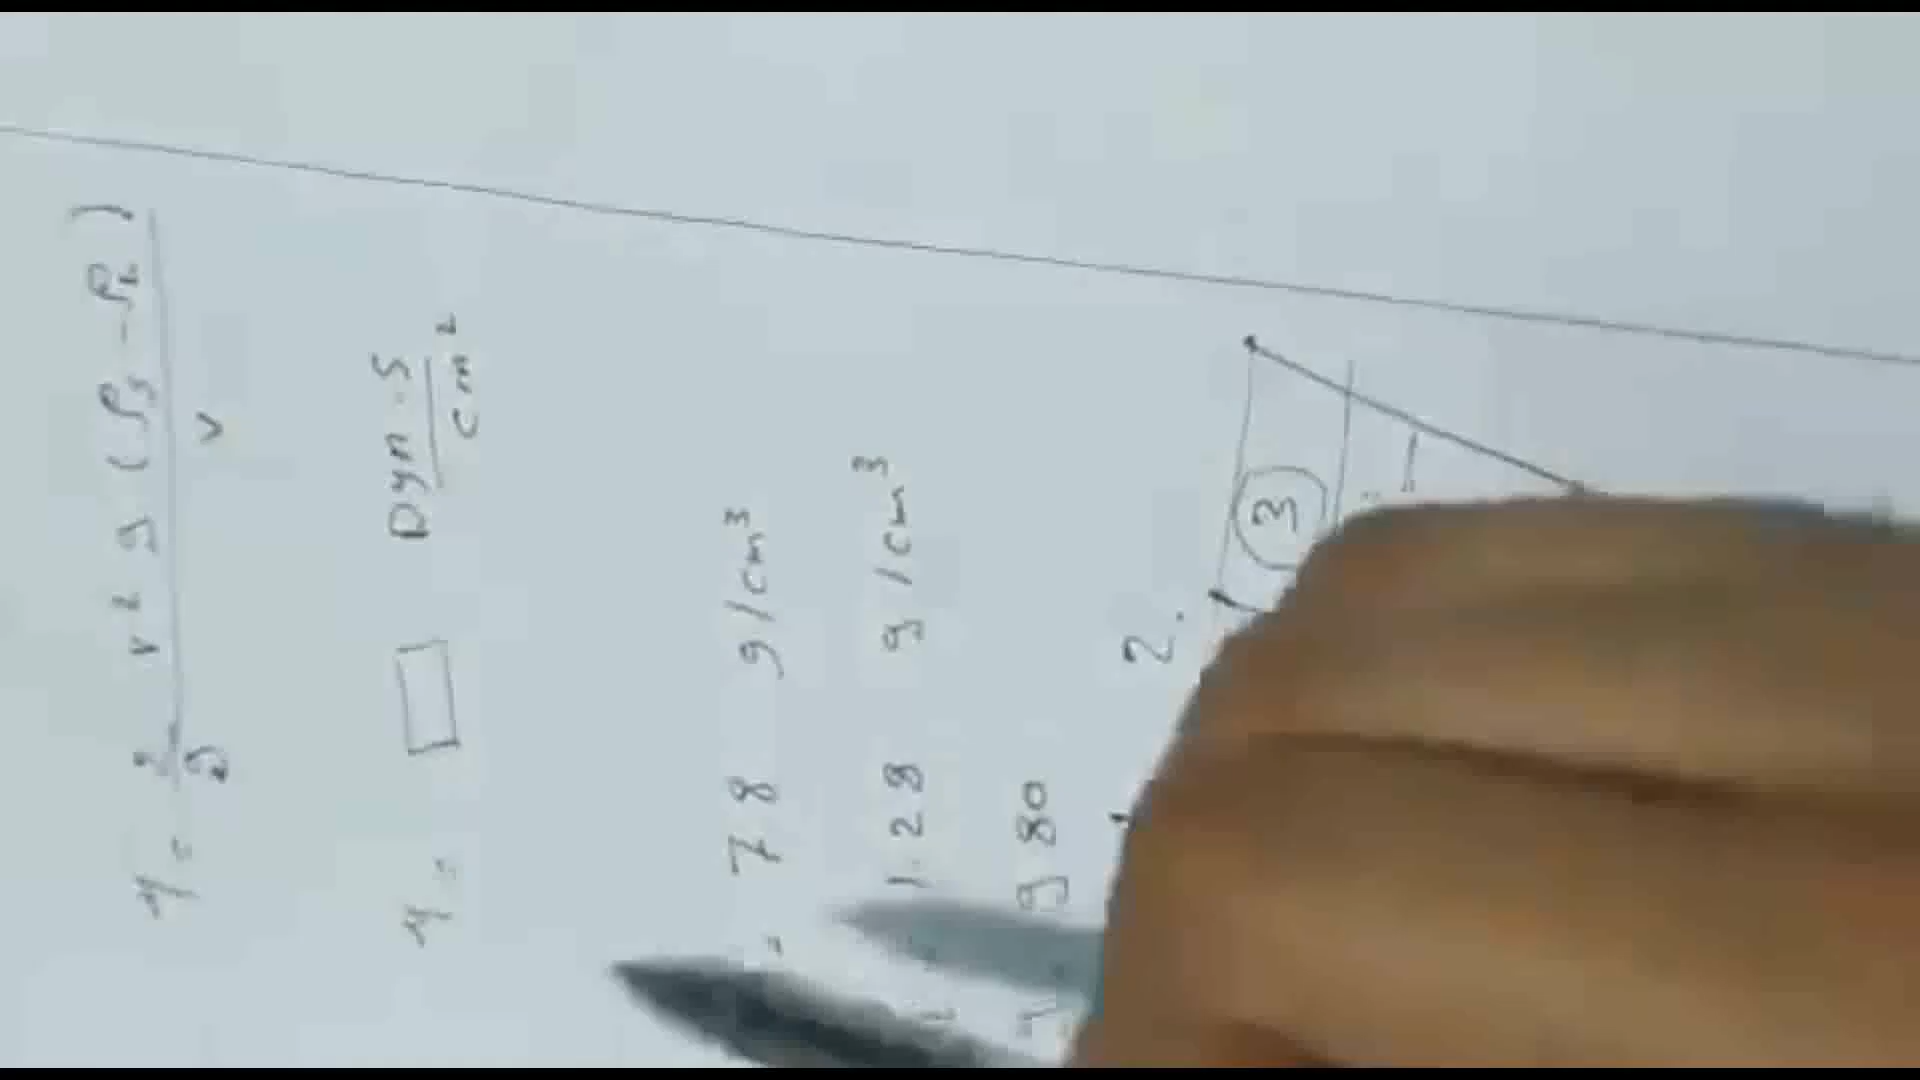 η = 2/9 r² g (ρs - ρL) / v
η = □ Dyn-s / cm²
= 7.8 g/cm³
1.28 g/cm³
g 980
2.
3